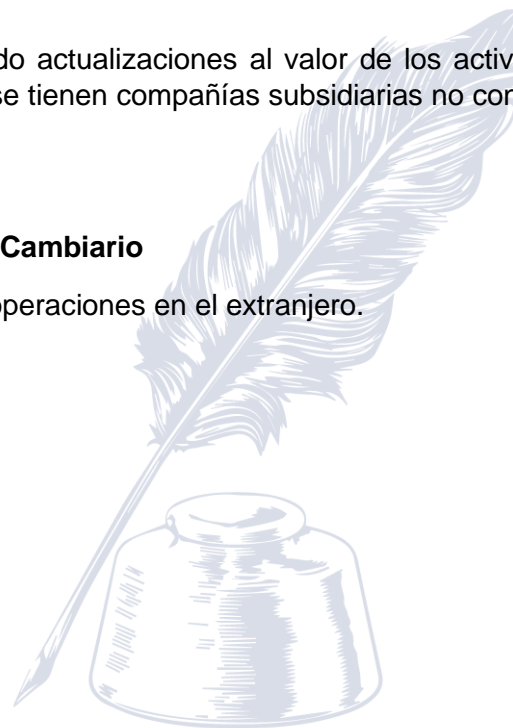 do actualizaciones al valor de los activ
se tienen compañías subsidiarias no con
Cambiario
operaciones en el extranjero.